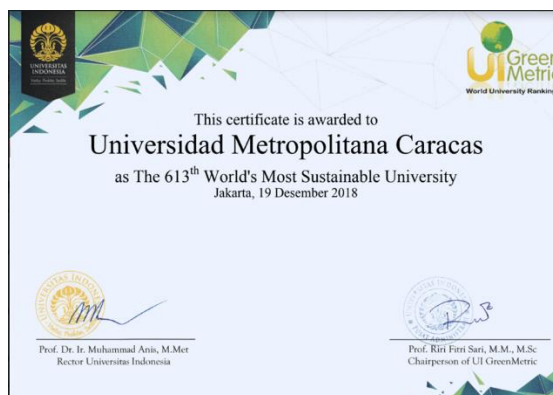 UNIVERSITAS
INDONESIA
UI Green
Metric
World University Ranking
This certificate is awarded to
Universidad Metropolitana Caracas
as The 613th World's Most Sustainable University
Jakarta, 19 Desember 2018
Prof. Dr. Ir. Muhammad Anis, M.Met
Rector Universitas Indonesia
Prof. Riri Fitri Sari, M.M., M.Sc
Chairperson of UI GreenMetric